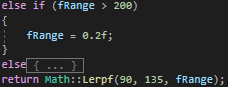 else if (fRange > 200)
{
fRange = 0.2f;
}
else { ... }
return Math::Lerpf(90, 135, fRange);